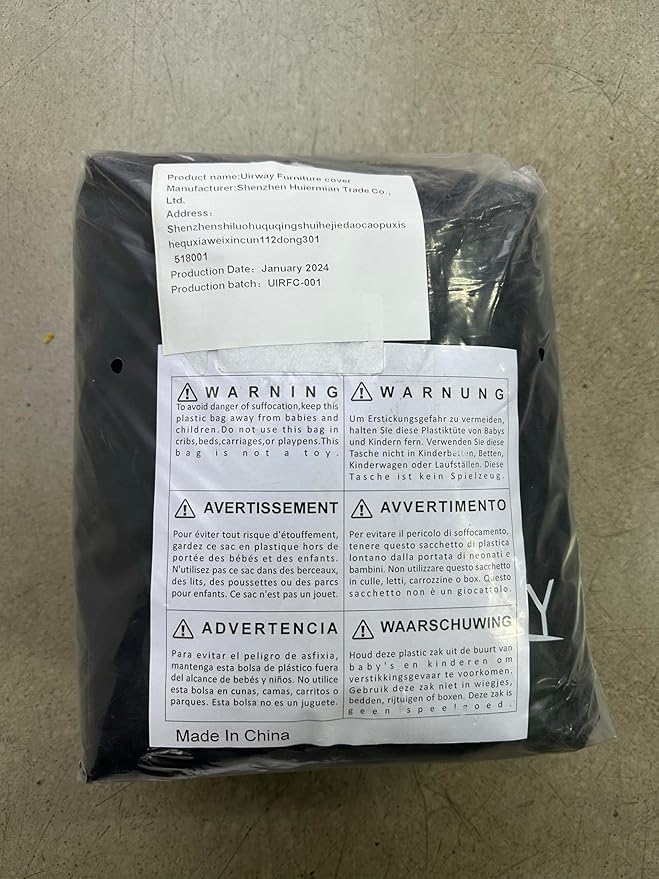 Product name:Uirway Furniture cover
Manufacturer:Shenzhen Huiermian Trade Co.,
Ltd.
Address:
Shenzhenshiluohuquqingshuihejiedaocaopuxis
hequxiaweixincun112dong301
518001
Production Date: January 2024
Production batch: UIRFC-001
WARNING
To avoid danger of suffocation,keep this
plastic bag away from babies and
children.Do not use this bag in
cribs,beds,carriages,or playpens.This
bag is not a toy.
WARNUNG
Um Erstickungsgefahr zu vermeiden,
halten Sie diese Plastiktüte von Babys
und Kindern fern. Verwenden Sie diese
Tasche nicht in Kinderbetten, Betten,
Kinderwagen oder Laufställen. Diese
Tasche ist kein Spielzeug.
AVERTISSEMENT
Pour éviter tout risque d'étouffement,
gardez ce sac en plastique hors de
portée des bébés et des enfants.
N'utilisez pas ce sac dans des berceaux,
des lits, des poussettes ou des parcs
pour enfants. Ce sac n'est pas un jouet.
AVVERTIMENTO
Per evitare il pericolo di soffocamento,
tenere questo sacchetto di plastica
lontano dalla portata di neonati e
bambini. Non utilizzare questo sacchetto
in culle, letti, carrozzine o box. Questo
sacchetto non è un giocattolo.
ADVERTENCIA
Para evitar el peligro de asfixia,
mantenga esta bolsa de plástico fuera
del alcance de bebés y niños. No utilice
esta bolsa en cunas, camas, carritos o
parques. Esta bolsa no es un juguete.
WAARSCHUWING
Houd deze plastic zak uit de buurt van
baby's en kinderen om
verstikkingsgevaar te voorkomen.
Gebruik deze zak niet in wiegjes,
bedden, rijtuigen of boxen. Deze zak is
geen speelgoed.
Y
Made In China